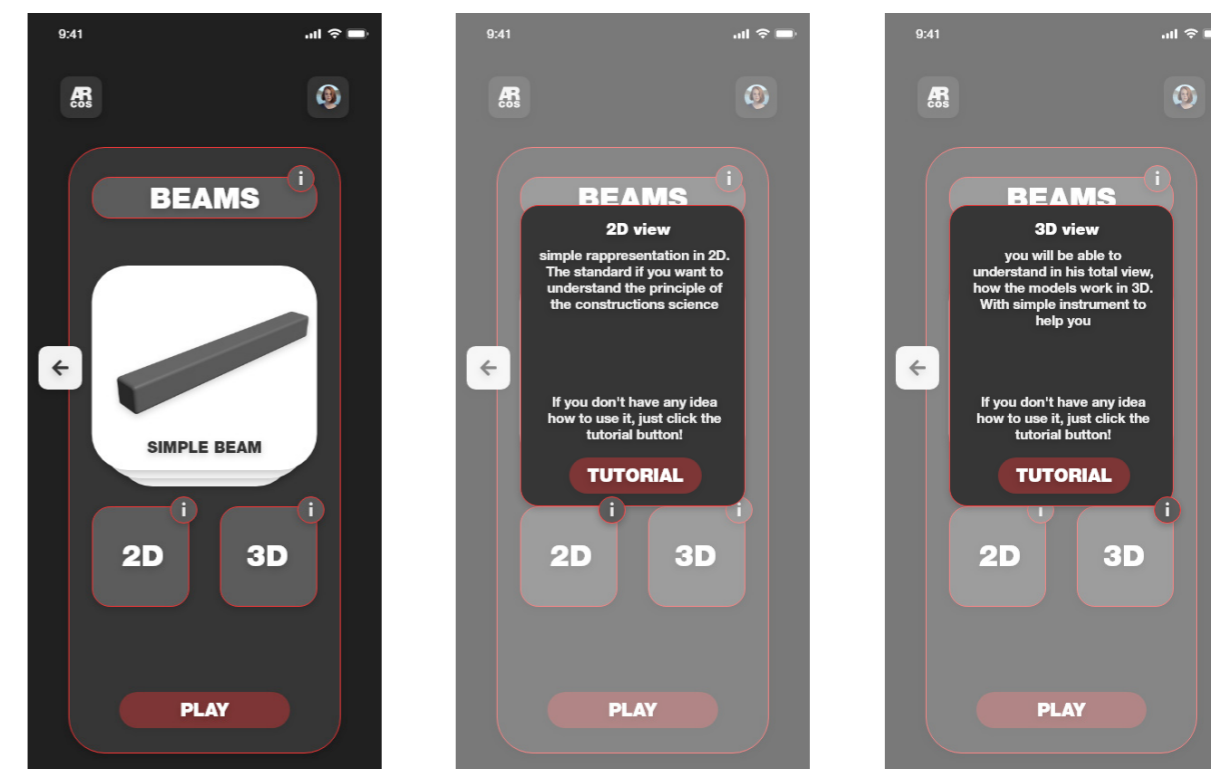 9:41
AR
COS
BEAMS
i
SIMPLE BEAM
i
i
2D
3D
PLAY
9:41
AR
COS
i
BEAMS
2D view
simple rappresentation in 2D.
The standard if you want to
understand the principle of
the constructions science
If you don't have any idea
how to use it, just click the
tutorial button!
TUTORIAL
i
i
2D
3D
PLAY
9:41
AR
COS
i
BEAMS
3D view
you will be able to
understand in his total view,
how the models work in 3D.
With simple instrument to
help you
If you don't have any idea
how to use it, just click the
tutorial button!
TUTORIAL
i
i
2D
3D
PLAY